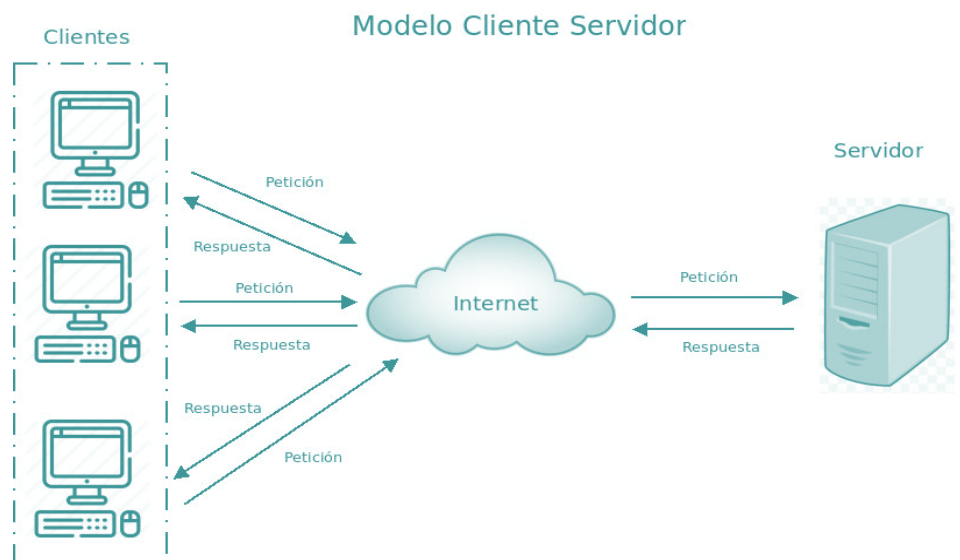 Modelo Cliente Servidor
Clientes
Servidor
Petición
Respuesta
Petición
Internet
Petición
Respuesta
Respuesta
Respuesta
Petición